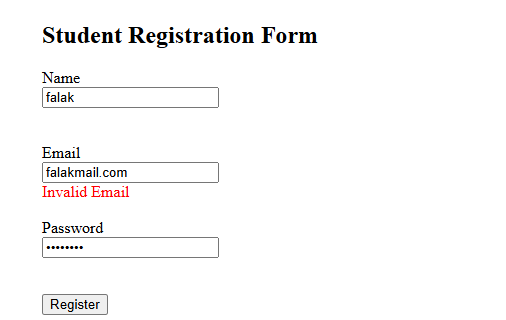 Student Registration Form
Name
falak
Email
falakmail.com
Invalid Email
Password
••••••••
Register